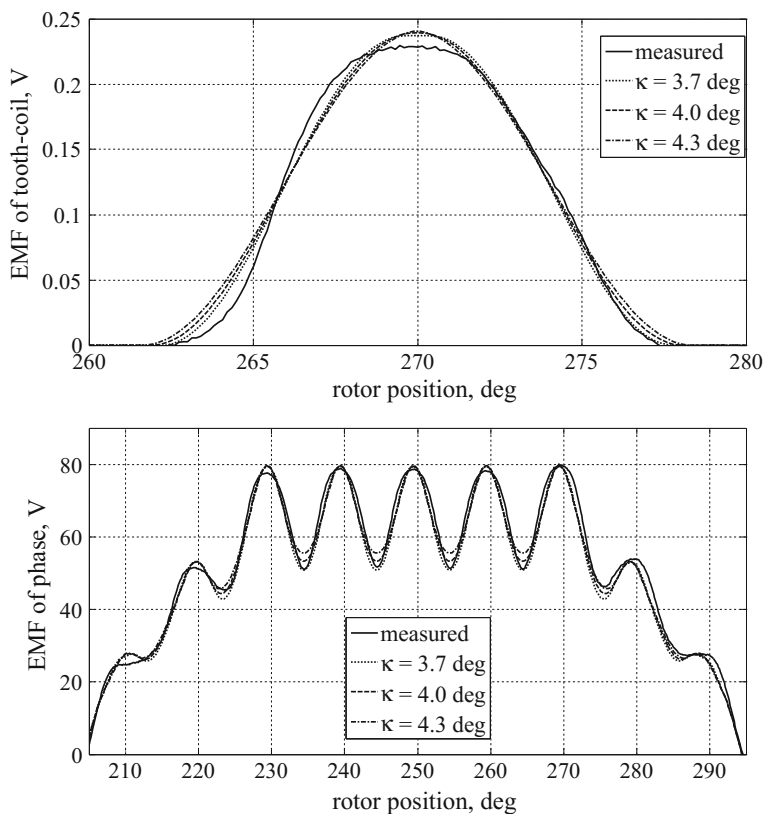 EMF of tooth-coil, V
0.25
0.20
0.15
0.1
0.05
0
260
265
270
275
280
rotor position, deg
measured
κ = 3.7 deg
κ = 4.0 deg
κ = 4.3 deg
EMF of phase, V
80
60
40
20
0
210
220
230
240
250
260
270
280
290
rotor position, deg
measured
κ = 3.7 deg
κ = 4.0 deg
κ = 4.3 deg